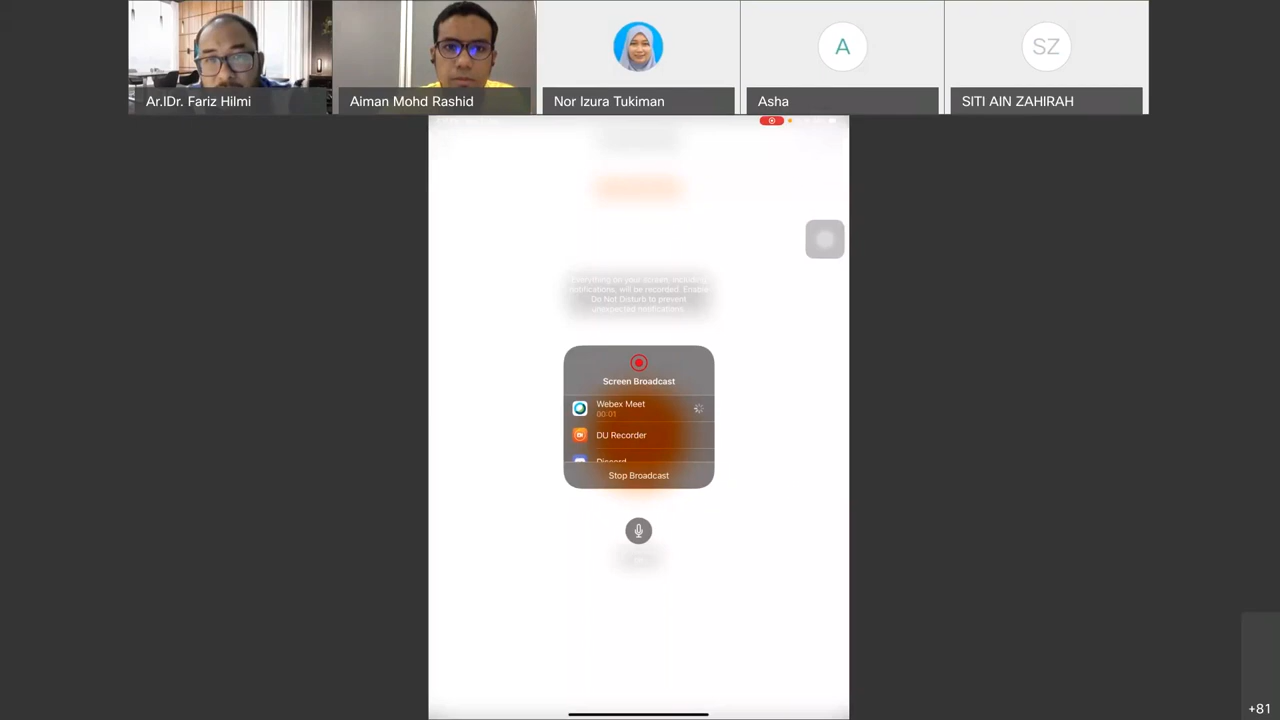 Ar.IDr. Fariz Hilmi
Aiman Mohd Rashid
Nor Izura Tukiman
A
Asha
SZ
SITI AIN ZAHIRAH
Everything on your screen, including
notifications, will be recorded. Enable
Do Not Disturb to prevent
unexpected notifications.
Screen Broadcast
Webex Meet
00:01
DU Recorder
Discord
Stop Broadcast
+81